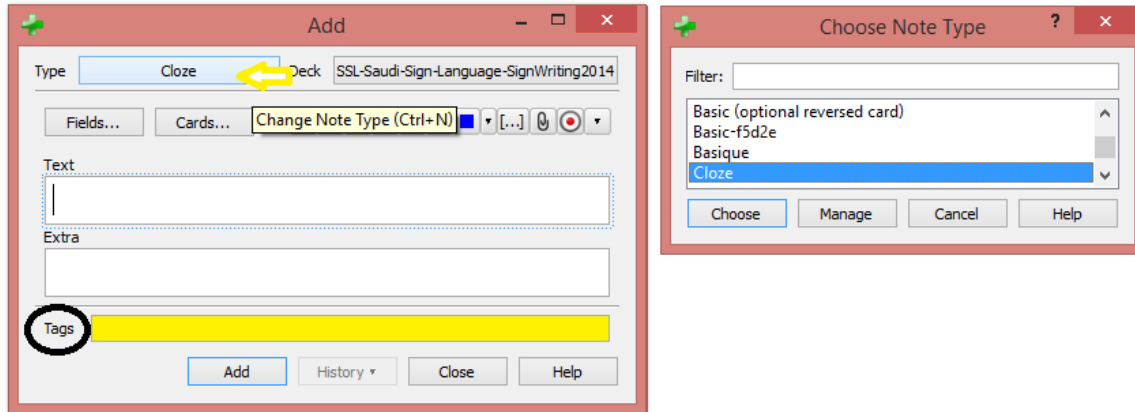 Add
Type Cloze Deck SSL-Saudi-Sign-Language-SignWriting2014
Fields... Cards... Change Note Type (Ctrl+N) [...]
Text
Extra
Tags
Add History Close Help
Choose Note Type ?
Filter:
Basic (optional reversed card)
Basic-f5d2e
Basique
Cloze
Choose Manage Cancel Help